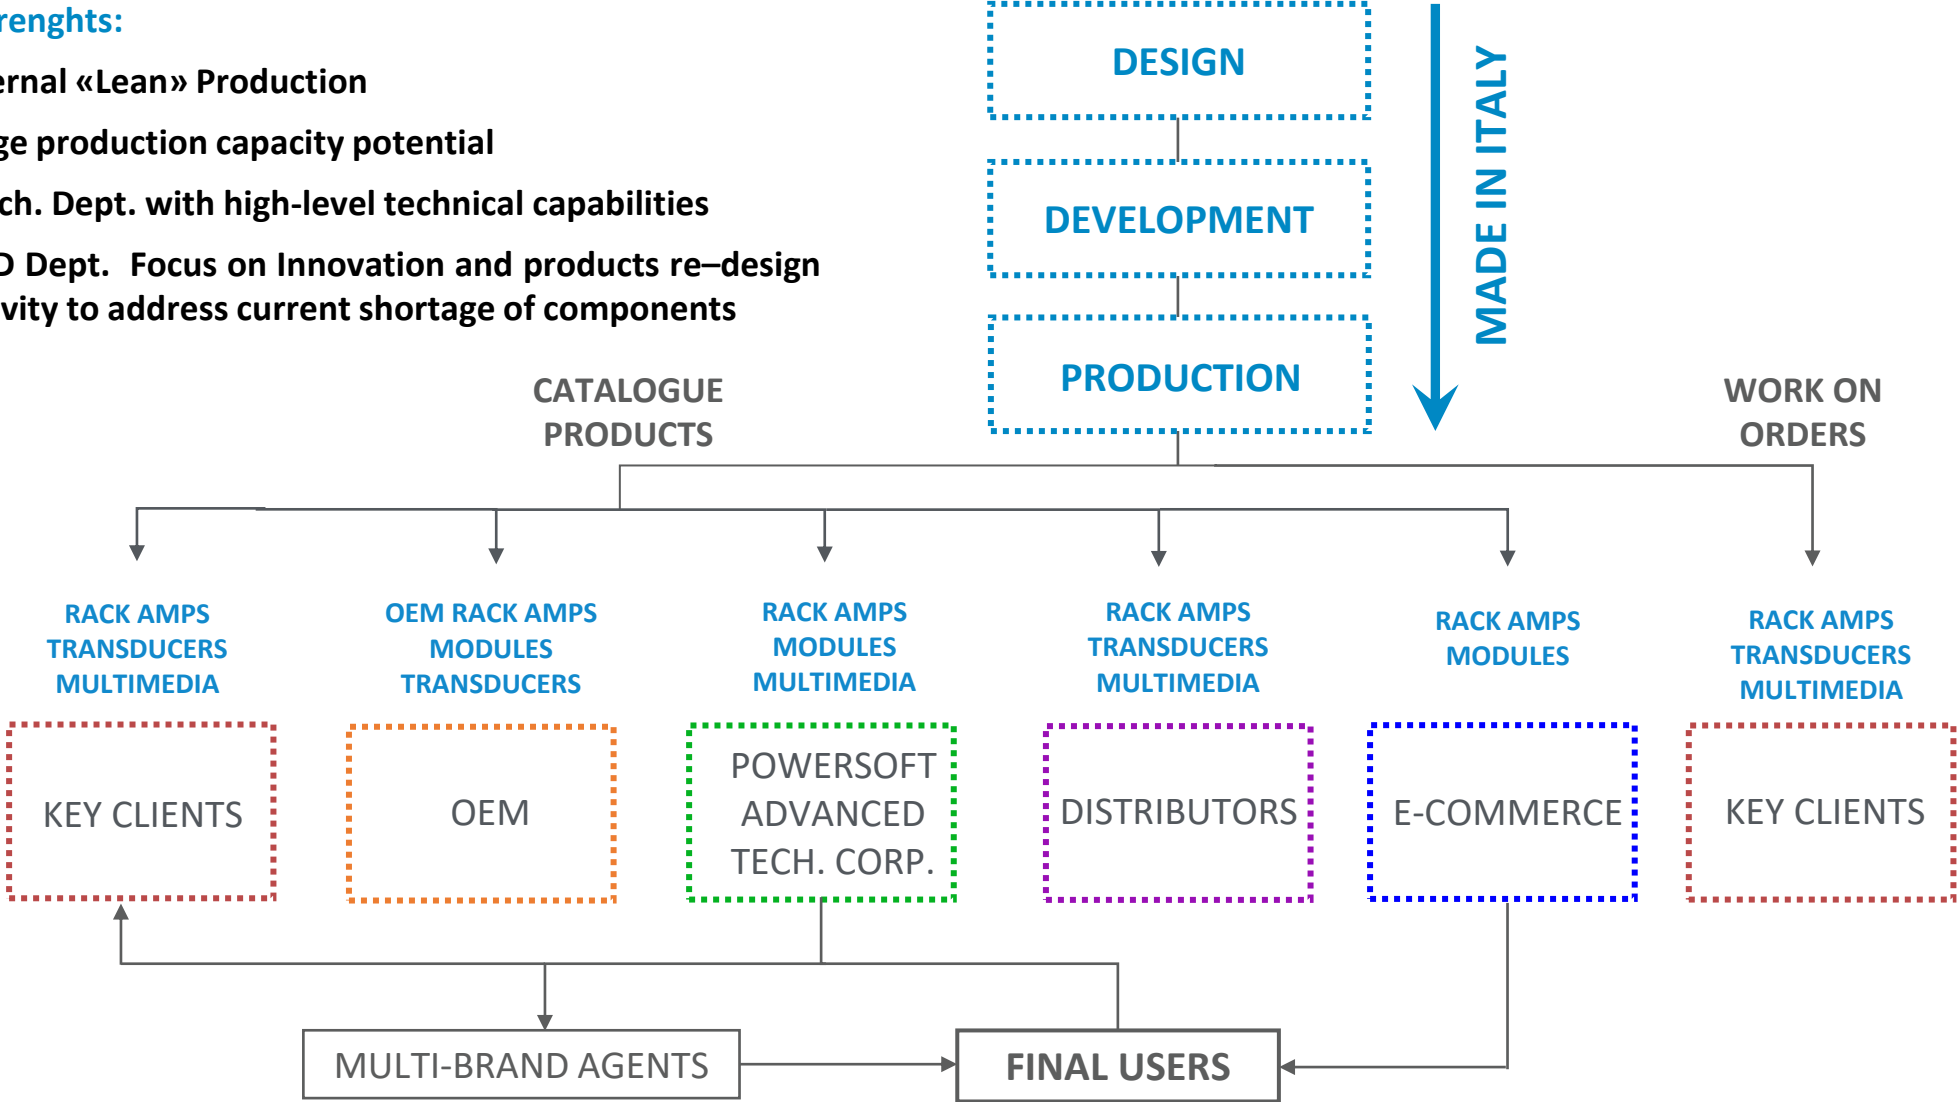 renghts:
ernal «Lean» Production
ge production capacity potential
ch. Dept. with high-level technical capabilities
D Dept. Focus on Innovation and products re–design
vity to address current shortage of components
DESIGN
DEVELOPMENT
PRODUCTION
MADE IN ITALY
CATALOGUE
PRODUCTS
WORK ON
ORDERS
RACK AMPS
TRANSDUCERS
MULTIMEDIA
OEM RACK AMPS
MODULES
TRANSDUCERS
RACK AMPS
MODULES
MULTIMEDIA
RACK AMPS
TRANSDUCERS
MULTIMEDIA
RACK AMPS
MODULES
RACK AMPS
TRANSDUCERS
MULTIMEDIA
KEY CLIENTS
OEM
POWERSOFT
ADVANCED
TECH. CORP.
DISTRIBUTORS
E-COMMERCE
KEY CLIENTS
MULTI-BRAND AGENTS
FINAL USERS